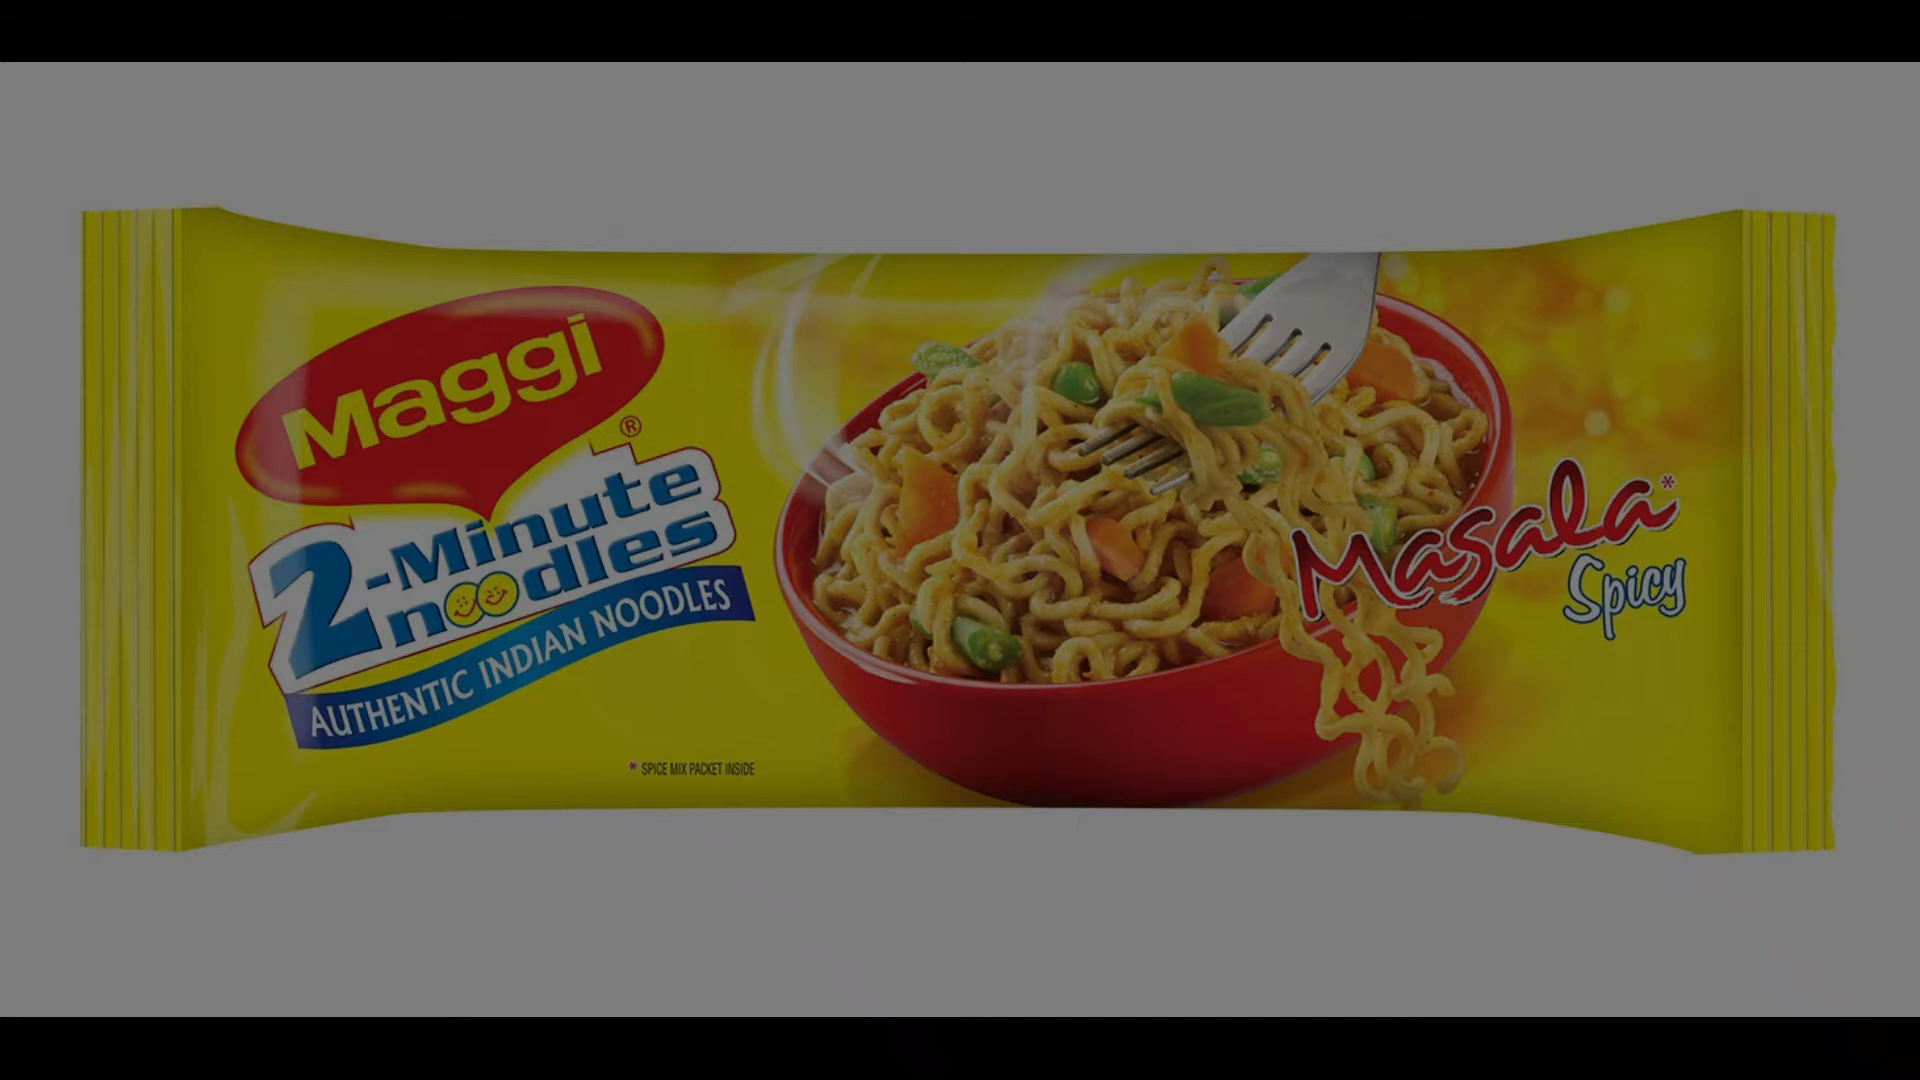 Maggi
®
2-Minute
noodles
AUTHENTIC INDIAN NOODLES
* SPICE MIX PACKET INSIDE
Masala*
Spicy